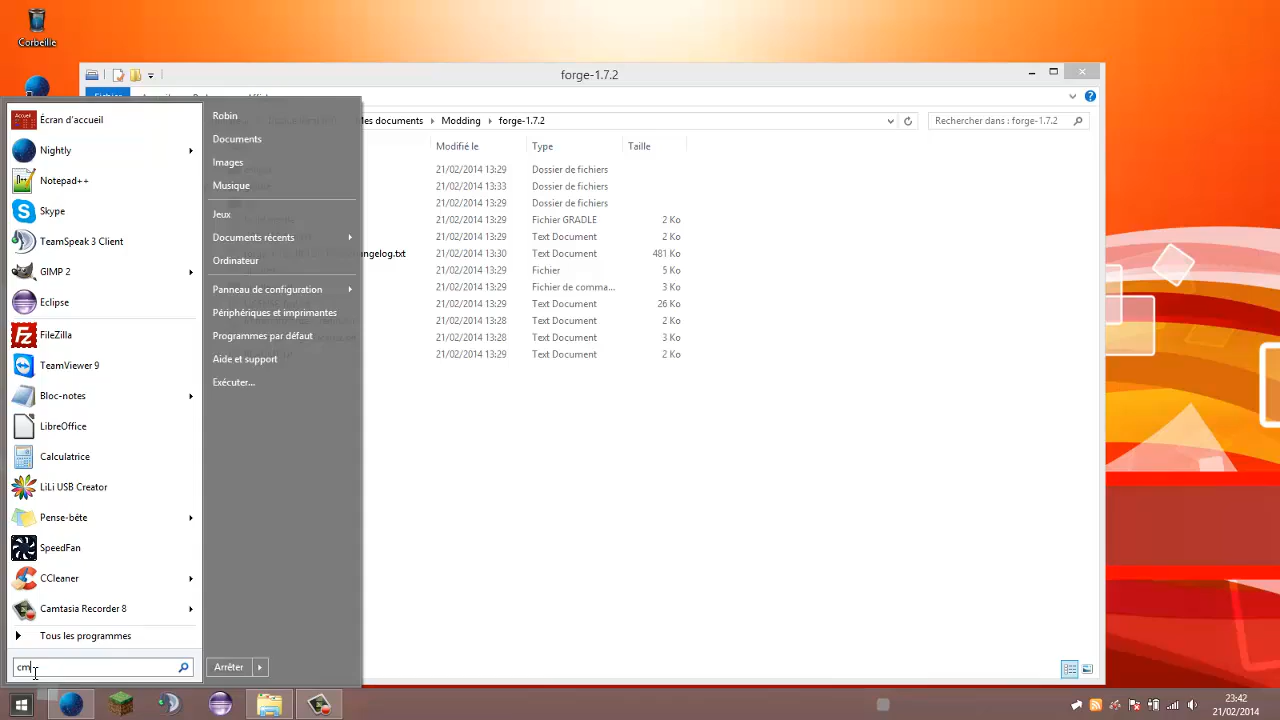 Corbeille
forge-1.7.2
Mes documents
Modding
forge-1.7.2
Rechercher dans : forge-1.7.2
Modifié le
Type
Taille
21/02/2014 13:29 Dossier de fichiers
21/02/2014 13:33 Dossier de fichiers
21/02/2014 13:29 Dossier de fichiers
21/02/2014 13:29 Fichier GRADLE 2 Ko
21/02/2014 13:29 Text Document 2 Ko
angelog.txt 21/02/2014 13:30 Text Document 481 Ko
21/02/2014 13:29 Fichier 5 Ko
21/02/2014 13:29 Fichier de comma... 3 Ko
21/02/2014 13:29 Text Document 26 Ko
21/02/2014 13:28 Text Document 2 Ko
21/02/2014 13:28 Text Document 3 Ko
21/02/2014 13:29 Text Document 2 Ko
Accueil
Écran d'accueil
Nightly
Notepad++
Skype
TeamSpeak 3 Client
GIMP 2
Eclipse
FileZilla
TeamViewer 9
Bloc-notes
LibreOffice
Calculatrice
LiLi USB Creator
Pense-bête
SpeedFan
CCleaner
Camtasia Recorder 8
Tous les programmes
cm
Robin
Documents
Images
Musique
Jeux
Documents récents
Ordinateur
Panneau de configuration
Périphériques et imprimantes
Programmes par défaut
Aide et support
Exécuter...
Arrêter
23:42
21/02/2014